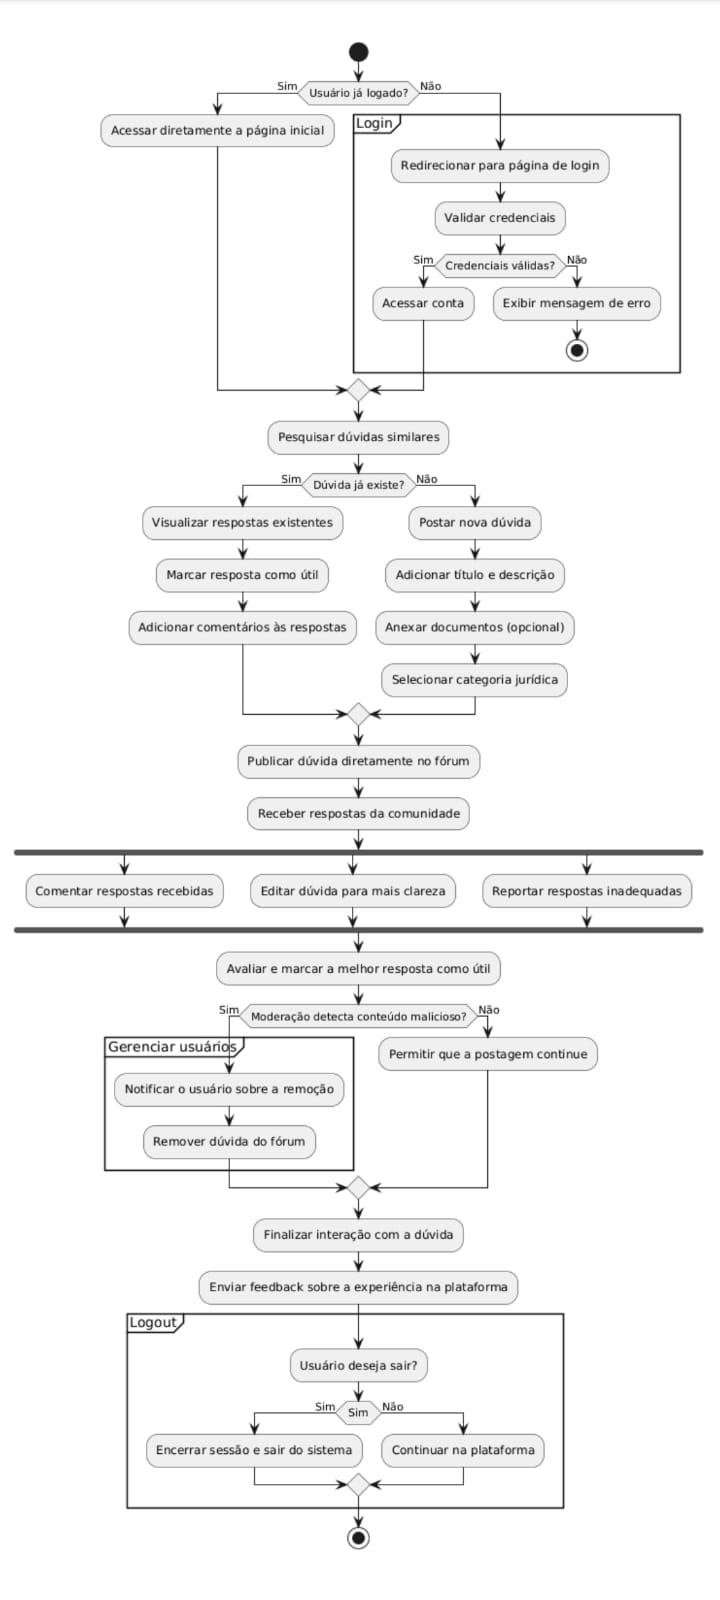 Usuário já logado?
Sim
Não
Acessar diretamente a página inicial
Login
Redirecionar para página de login
Validar credenciais
Credenciais válidas?
Sim
Não
Acessar conta
Exibir mensagem de erro
Pesquisar dúvidas similares
Dúvida já existe?
Sim
Não
Visualizar respostas existentes
Postar nova dúvida
Marcar resposta como útil
Adicionar título e descrição
Adicionar comentários às respostas
Anexar documentos (opcional)
Selecionar categoria jurídica
Publicar dúvida diretamente no fórum
Receber respostas da comunidade
Comentar respostas recebidas
Editar dúvida para mais clareza
Reportar respostas inadequadas
Avaliar e marcar a melhor resposta como útil
Moderação detecta conteúdo malicioso?
Sim
Não
Gerenciar usuários
Permitir que a postagem continue
Notificar o usuário sobre a remoção
Remover dúvida do fórum
Finalizar interação com a dúvida
Enviar feedback sobre a experiência na plataforma
Logout
Usuário deseja sair?
Sim
Sim
Não
Encerrar sessão e sair do sistema
Continuar na plataforma